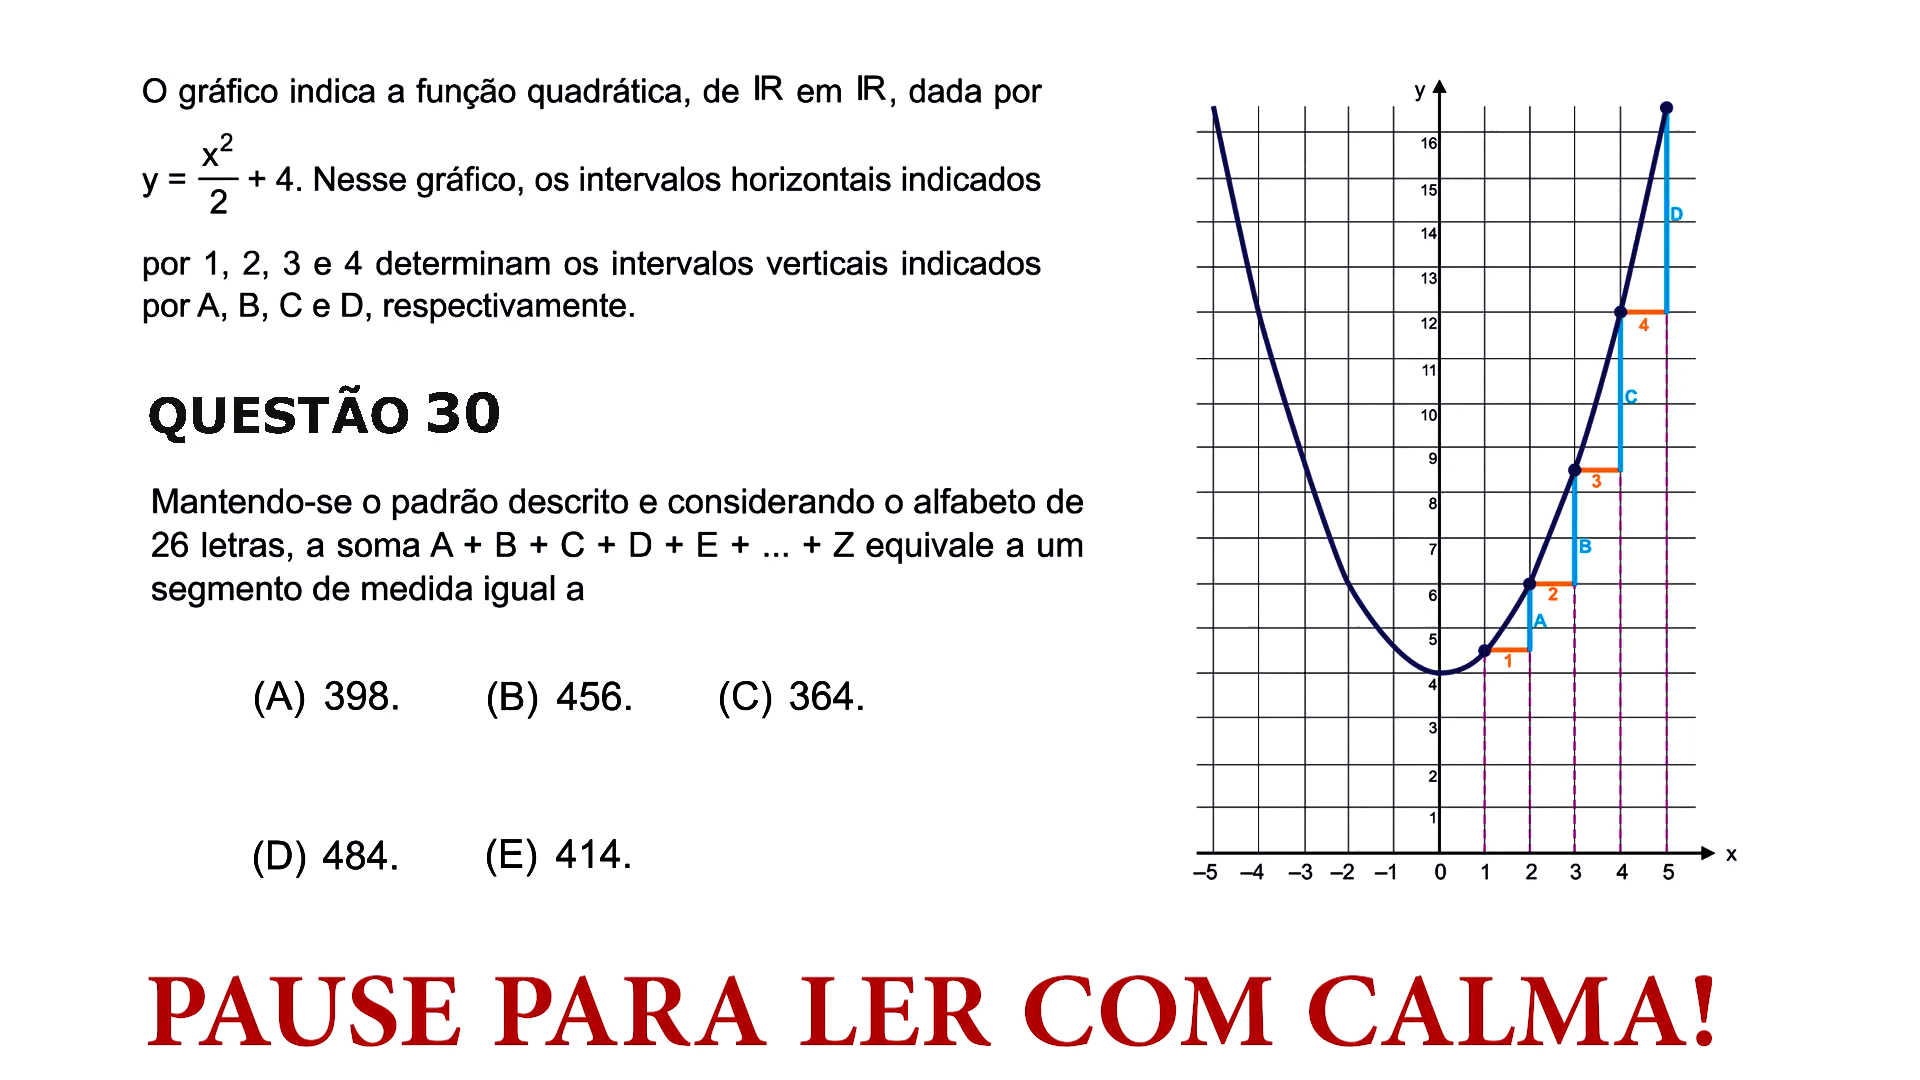 O gráfico indica a função quadrática, de IR em IR, dada por
y = x²/2 + 4. Nesse gráfico, os intervalos horizontais indicados
por 1, 2, 3 e 4 determinam os intervalos verticais indicados
por A, B, C e D, respectivamente.
QUESTÃO 30
Mantendo-se o padrão descrito e considerando o alfabeto de
26 letras, a soma A + B + C + D + E + ... + Z equivale a um
segmento de medida igual a
(A) 398. (B) 456. (C) 364.
(D) 484. (E) 414.
y
16
15
D
14
13
12
4
11
10
C
9
3
8
7
B
6
2
5
A
1
4
3
2
1
x
–5 –4 –3 –2 –1 0 1 2 3 4 5
PAUSE PARA LER COM CALMA!